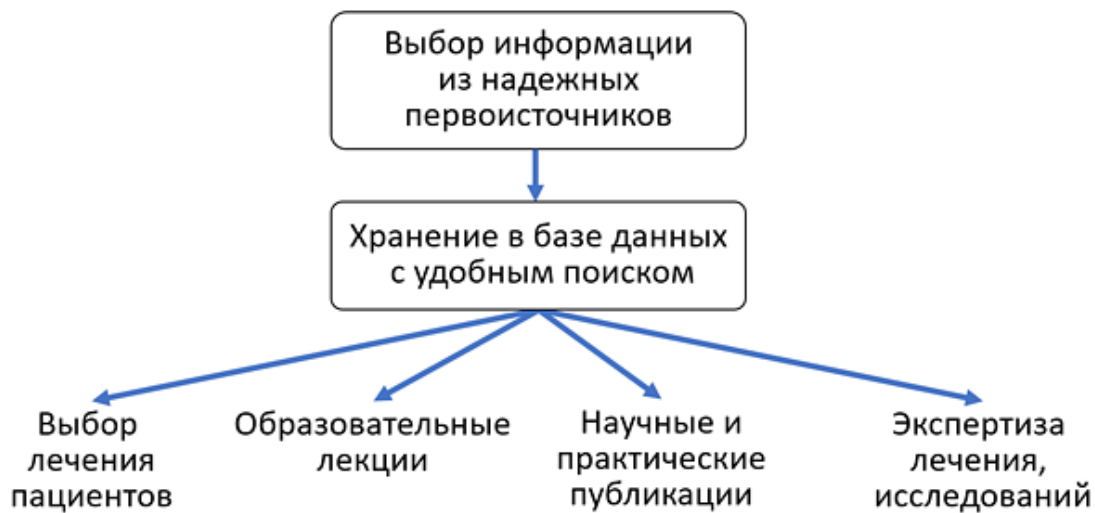 Выбор информации
из надежных
первоисточников
Хранение в базе данных
с удобным поиском
Выбор
лечения
пациентов
Образовательные
лекции
Научные и
практические
публикации
Экспертиза
лечения,
исследований